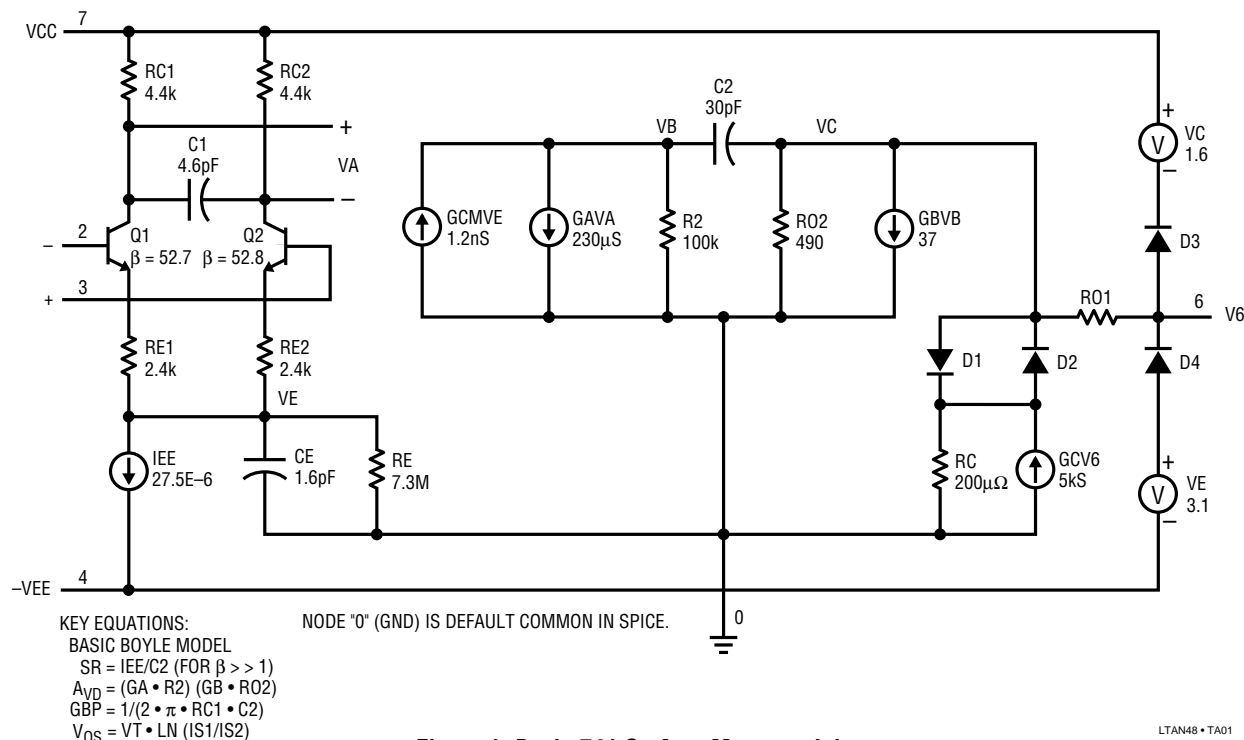 7
VCC
RC1
4.4k
RC2
4.4k
C2
30pF
VB
VC
+
VC
V
1.6
–
C1
4.6pF
+
VA
–
GCMVE
1.2nS
GAVA
230µS
R2
100k
RO2
490
GBVB
37
2
–
Q1
β = 52.7
Q2
β = 52.8
3
+
D3
RO1
6
V6
RE1
2.4k
RE2
2.4k
D1
D2
D4
VE
IEE
27.5E–6
CE
1.6pF
RE
7.3M
RC
200µΩ
GCV6
5kS
+
VE
V
3.1
–
4
–VEE
0
KEY EQUATIONS:
NODE "0" (GND) IS DEFAULT COMMON IN SPICE.
BASIC BOYLE MODEL
SR = IEE/C2 (FOR β > > 1)
AVD = (GA • R2) (GB • RO2)
GBP = 1/(2 • π • RC1 • C2)
VOS = VT • LN (IS1/IS2)
LTAN48 • TA01